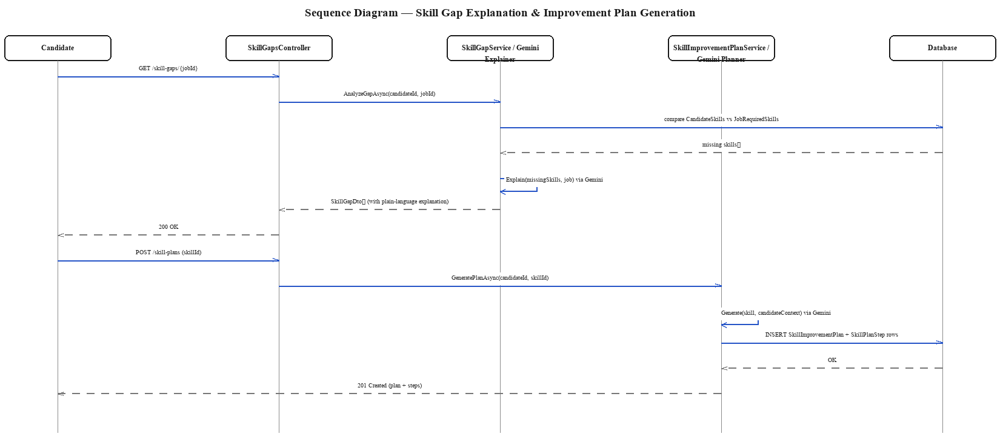 Sequence Diagram — Skill Gap Explanation & Improvement Plan Generation
Candidate
SkillGapsController
SkillGapService / Gemini
Explainer
SkillImprovementPlanService /
Gemini Planner
Database
GET /skill-gaps/{jobId}
AnalyzeGapAsync(candidateId, jobId)
compare CandidateSkills vs JobRequiredSkills
missing skills[]
Explain(missingSkills, job) via Gemini
SkillGapDto[] (with plain-language explanation)
200 OK
POST /skill-plans (skillId)
GeneratePlanAsync(candidateId, skillId)
Generate(skill, candidateContext) via Gemini
INSERT SkillImprovementPlan + SkillPlanStep rows
OK
201 Created (plan + steps)